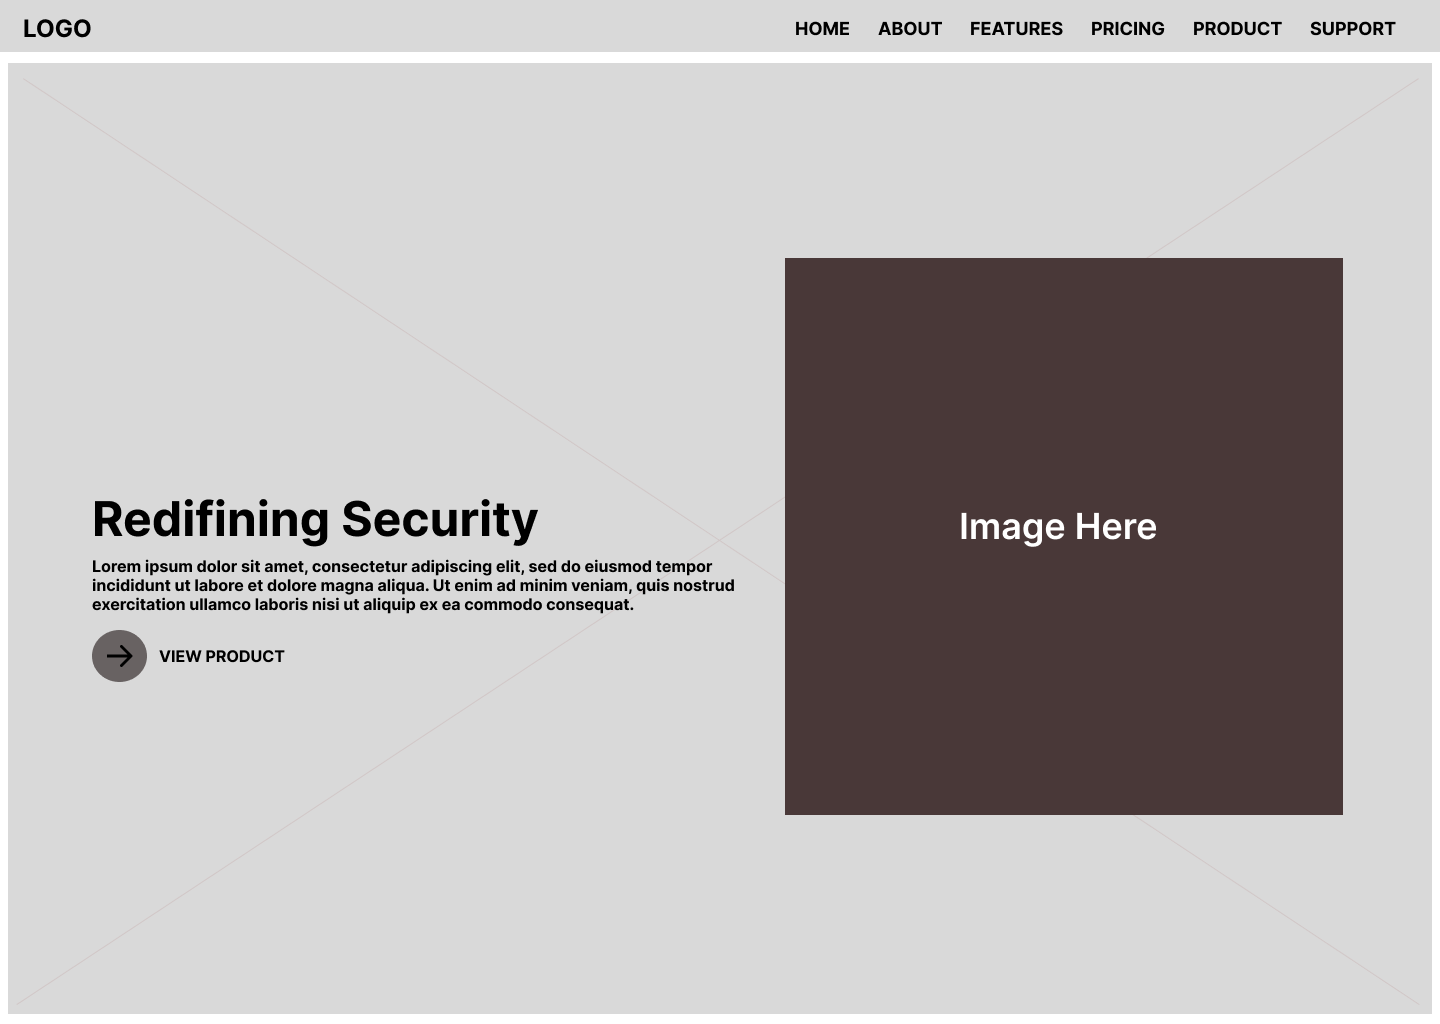 LOGO
HOME ABOUT FEATURES PRICING PRODUCT SUPPORT
Redifining Security
Lorem ipsum dolor sit amet, consectetur adipiscing elit, sed do eiusmod tempor
incididunt ut labore et dolore magna aliqua. Ut enim ad minim veniam, quis nostrud
exercitation ullamco laboris nisi ut aliquip ex ea commodo consequat.
VIEW PRODUCT
Image Here